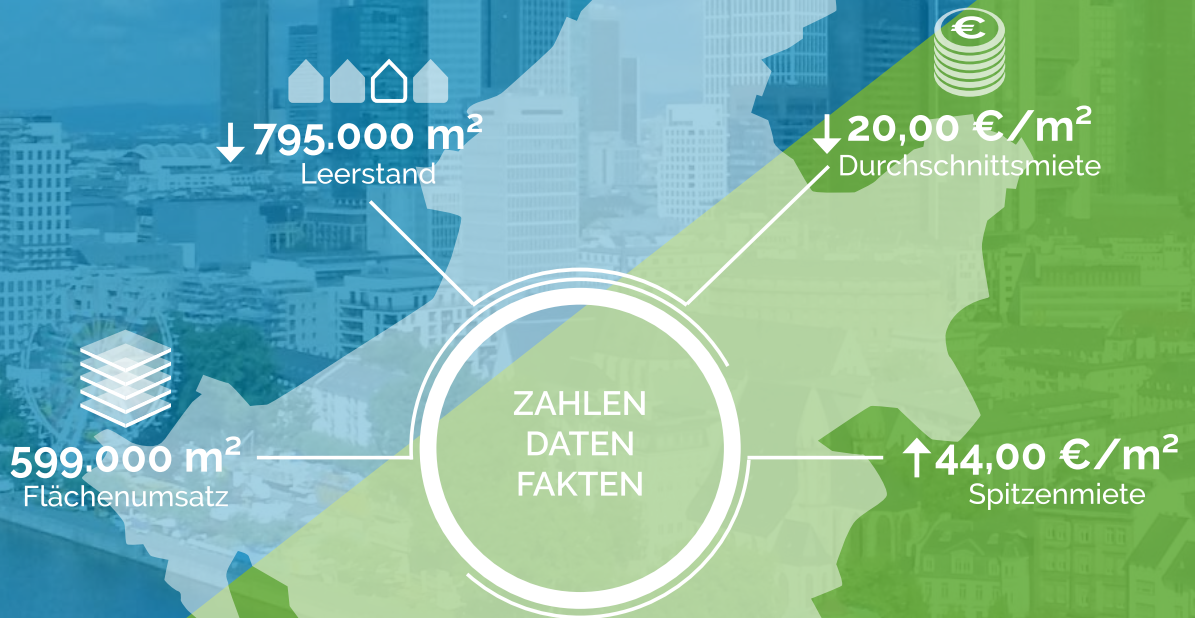 €
↓ 795.000 m²
Leerstand
↓ 20,00 €/m²
Durchschnittsmiete
599.000 m²
Flächenumsatz
ZAHLEN
DATEN
FAKTEN
↑ 44,00 €/m²
Spitzenmiete